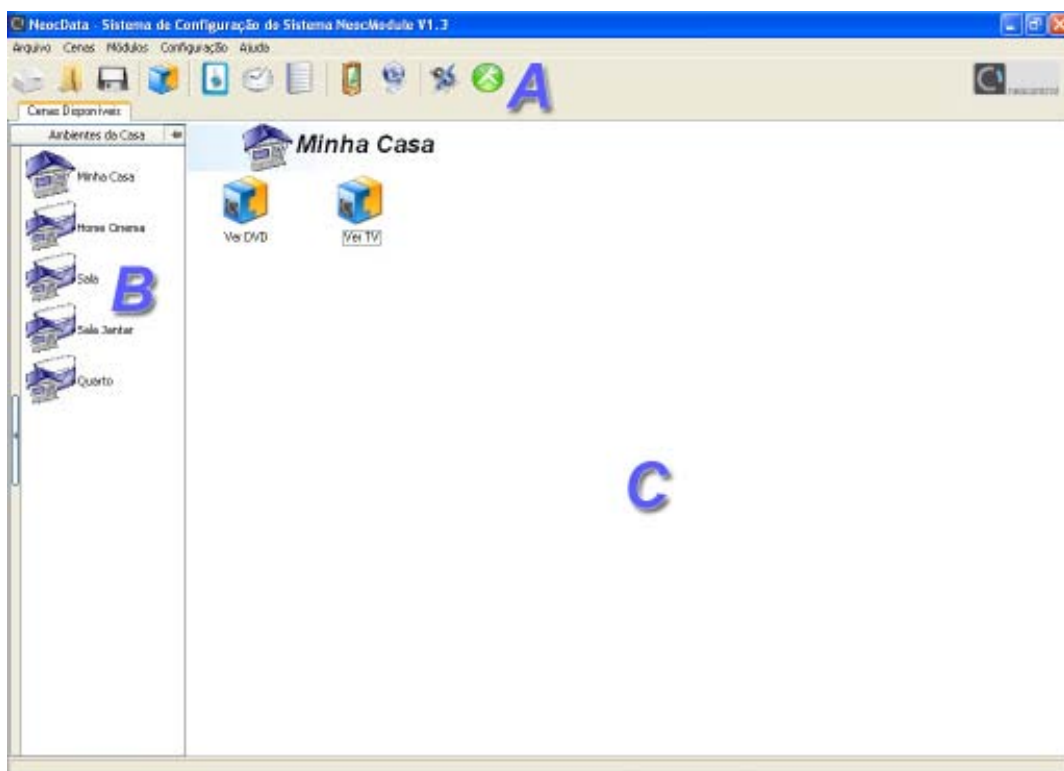 NeocData - Sistema de Configuração do Sistema NeocModule V1.3
Arquivo Cenas Módulos Configuração Ajuda
A
neocontrol
Cenas Disponíveis
Ambientes da Casa
Minha Casa
Minha Casa
Home Cinema
Sala
Sala Jantar
Quarto
B
Ver DVD
Ver TV
C